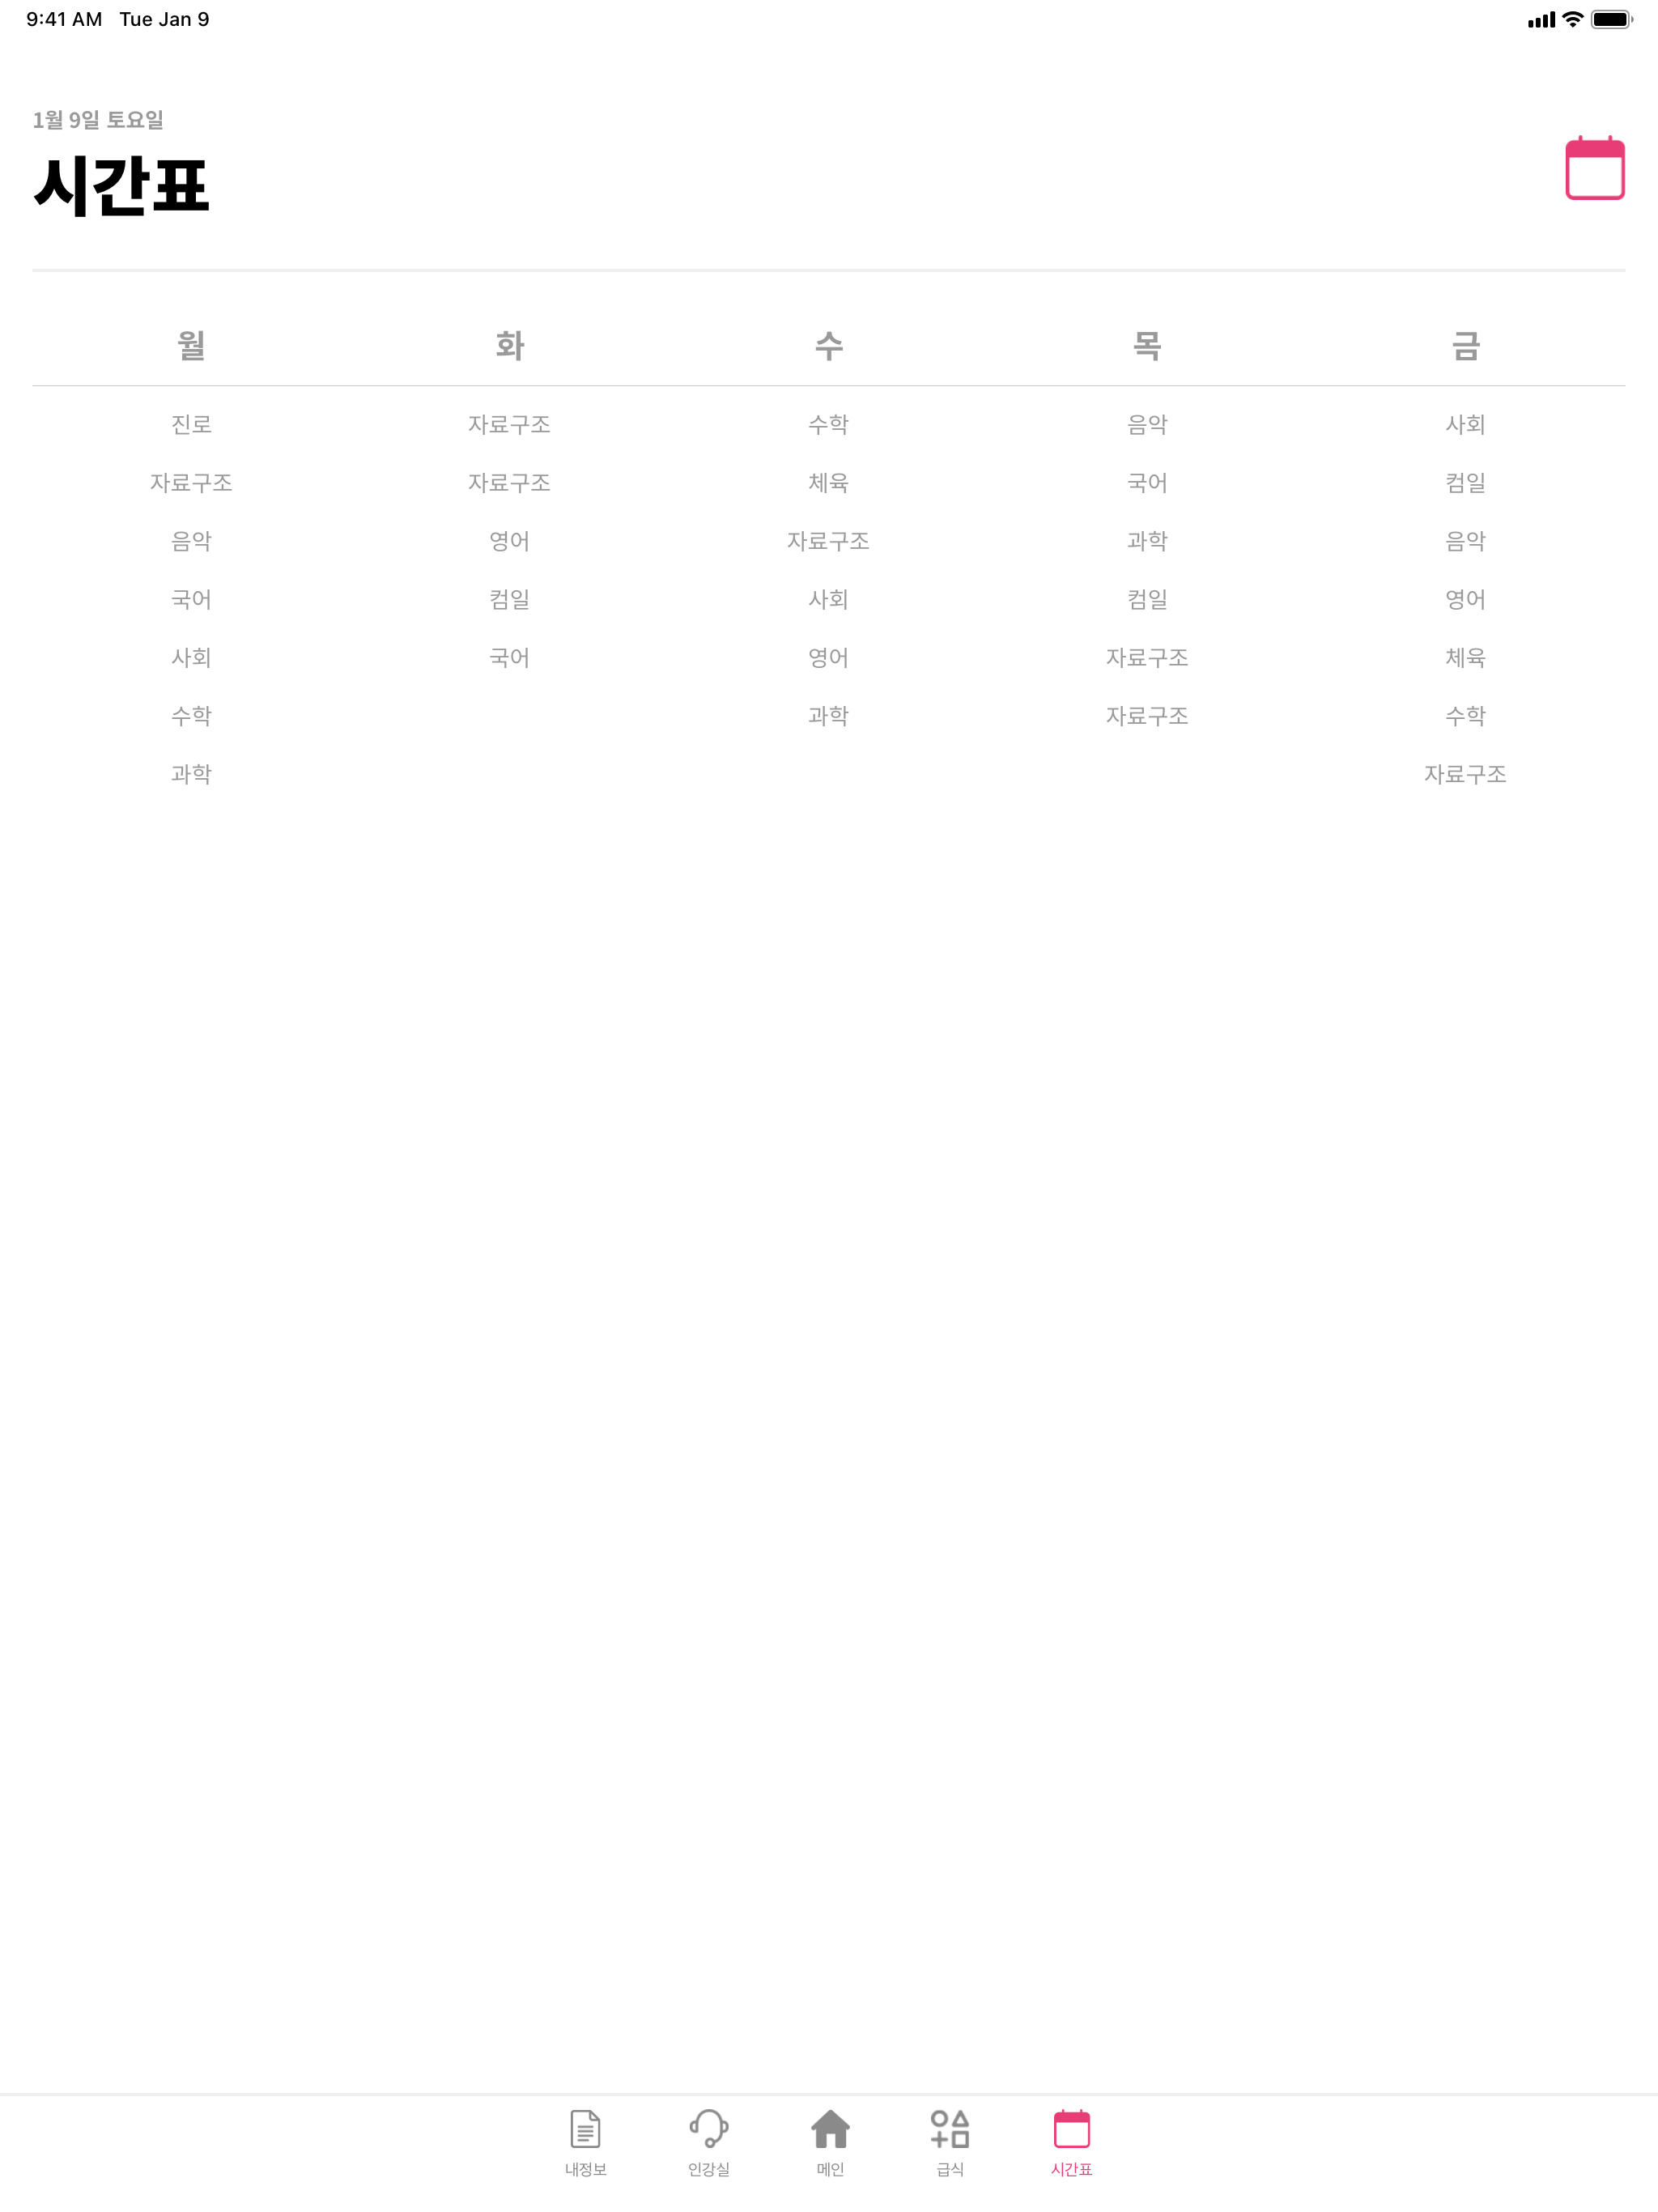 9:41 AM Tue Jan 9
1월 9일 토요일
시간표
월 화 수 목 금
진로 자료구조 수학 음악 사회
자료구조 자료구조 체육 국어 컴일
음악 영어 자료구조 과학 음악
국어 컴일 사회 컴일 영어
사회 국어 영어 자료구조 체육
수학 과학 자료구조 수학
과학 자료구조
내정보 인강실 메인 급식 시간표